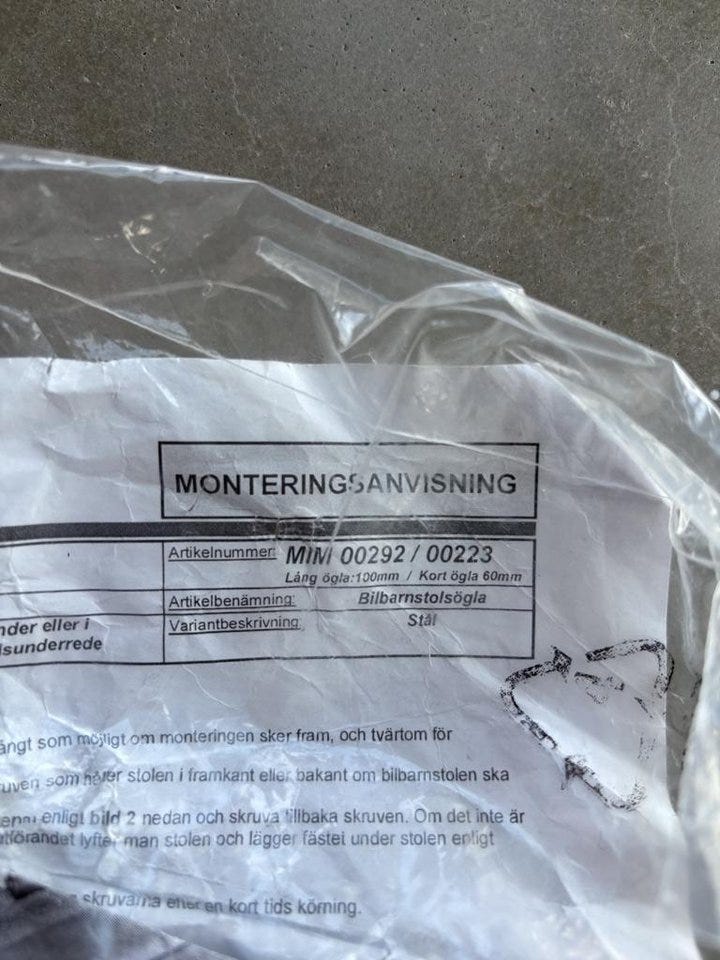 MONTERINGSANVISNING
Artikelnummer: MIM 00292 / 00223
Lång ögla:100mm / Kort ögla 60mm
Artikelbenämning: Bilbarnstolsögla
nder eller i
Variantbeskrivning: Stål
lsunderrede
ångt som möjligt om monteringen sker fram, och tvärtom för
ruven som håller stolen i framkant eller bakant om bilbarnstolen ska
enligt bild 2 nedan och skruva tillbaka skruven. Om det inte är
utförandet lyfter man stolen och lägger fästet under stolen enligt
skruvarna efter en kort tids körning.